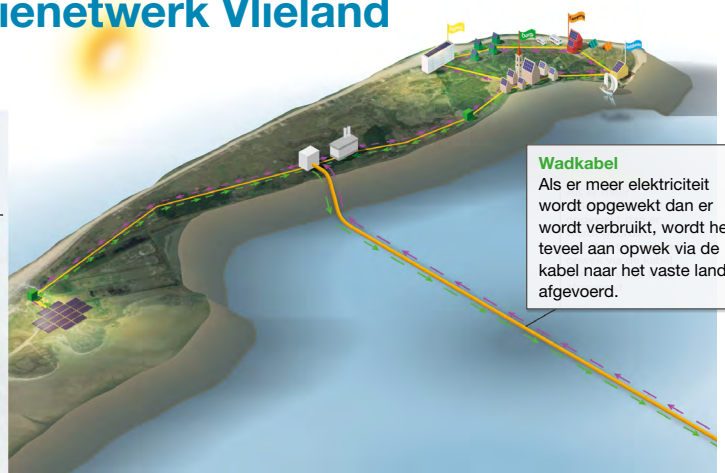 ienetwerk Vlieland
Wadkabel
Als er meer elektriciteit
wordt opgewekt dan er
wordt verbruikt, wordt he
teveel aan opwek via de
kabel naar het vaste land
afgevoerd.